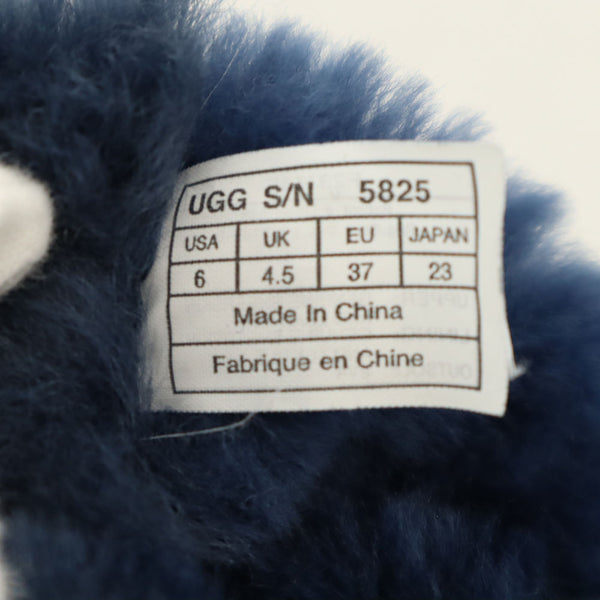 UGG S/N 5825
USA UK EU JAPAN
6 4.5 37 23
Made In China
Fabrique en Chine